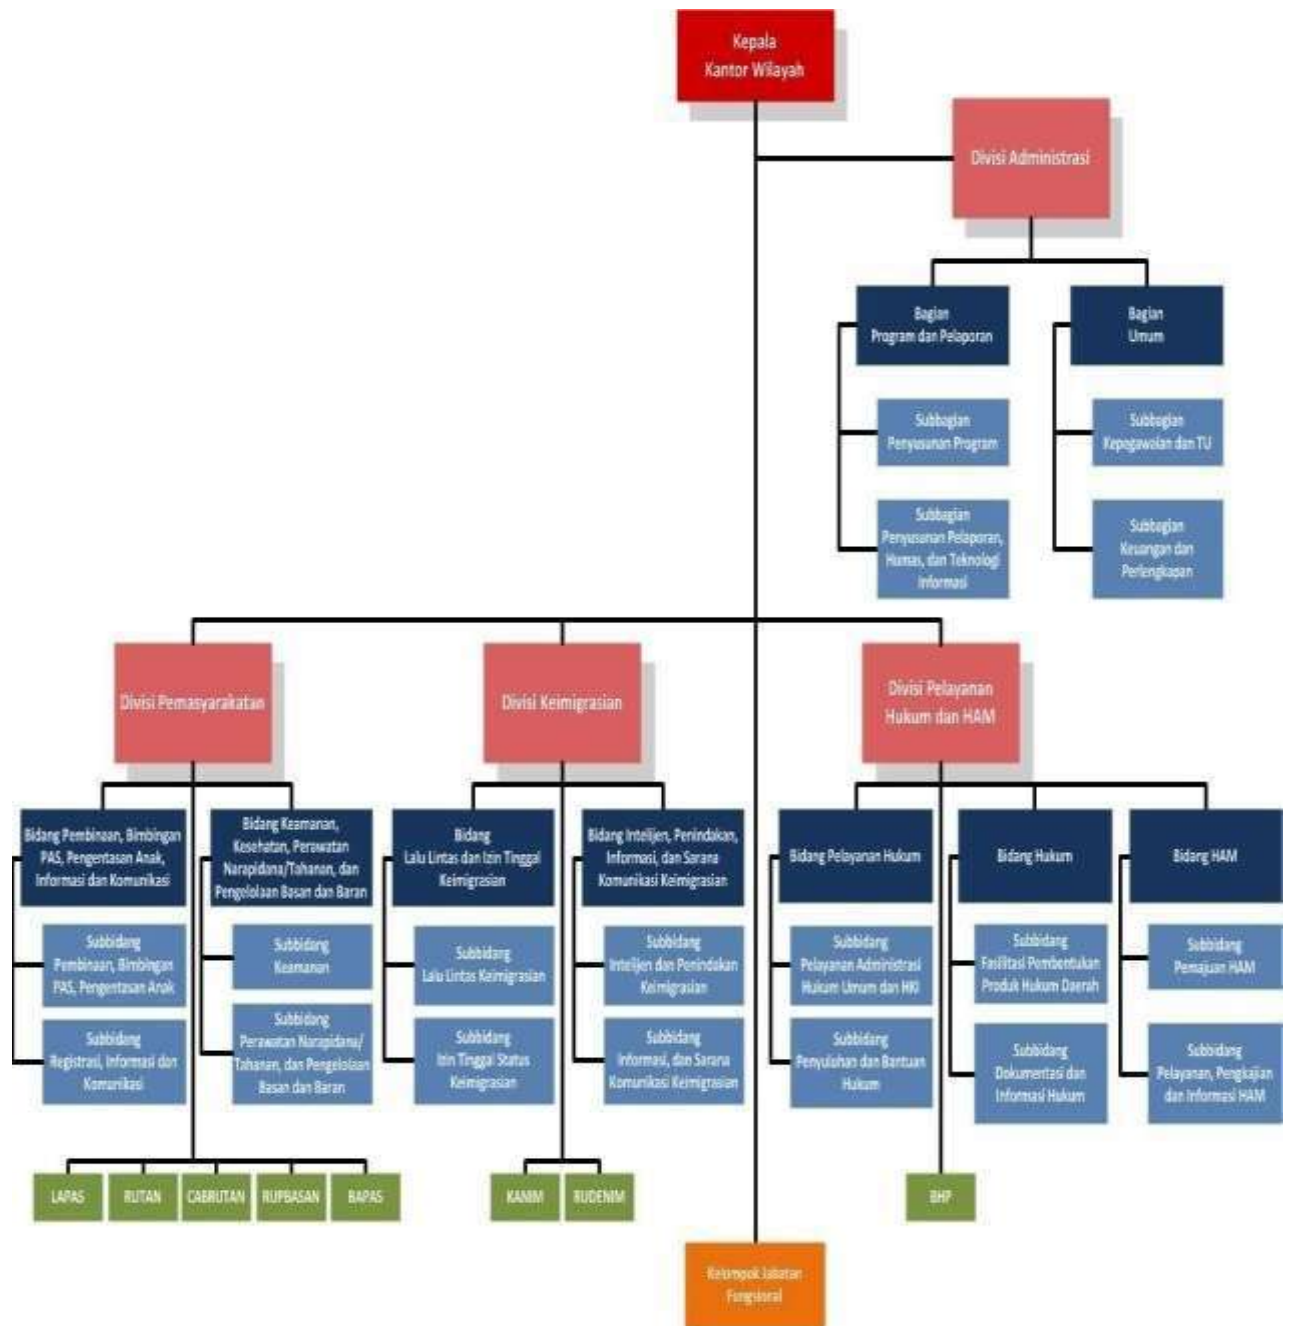 Kepala
Kantor Wilayah
Divisi Administrasi
Bagian
Program dan Pelaporan
Bagian
Umum
Subbagian
Penyusunan Program
Subbagian
Kepegawaian dan TU
Subbagian
Penyusunan Pelaporan,
Humas, dan Teknologi
Informasi
Subbagian
Keuangan dan
Perlengkapan
Divisi Pemasyarakatan
Divisi Keimigrasian
Divisi Pelayanan
Hukum dan HAM
Bidang Pembinaan, Bimbingan
PAS, Pengentasan Anak,
Informasi dan Komunikasi
Bidang Keamanan,
Kesehatan, Perawatan
Narapidana/Tahanan, dan
Pengelolaan Basan dan Baran
Bidang
Lalu Lintas dan Izin Tinggal
Keimigrasian
Bidang Intelijen, Penindakan,
Informasi, dan Sarana
Komunikasi Keimigrasian
Bidang Pelayanan Hukum
Bidang Hukum
Bidang HAM
Subbidang
Pembinaan, Bimbingan
PAS, Pengentasan Anak
Subbidang
Keamanan
Subbidang
Lalu Lintas Keimigrasian
Subbidang
Intelijen dan Penindakan
Keimigrasian
Subbidang
Pelayanan Administrasi
Hukum Umum dan HKI
Subbidang
Fasilitasi Pembentukan
Produk Hukum Daerah
Subbidang
Pemajuan HAM
Subbidang
Registrasi, Informasi dan
Komunikasi
Subbidang
Perawatan Narapidana/
Tahanan, dan Pengelolaan
Basan dan Baran
Subbidang
Izin Tinggal Status
Keimigrasian
Subbidang
Informasi, dan Sarana
Komunikasi Keimigrasian
Subbidang
Penyuluhan dan Bantuan
Hukum
Subbidang
Dokumentasi dan
Informasi Hukum
Subbidang
Pelayanan, Pengkajian
dan Informasi HAM
LAPAS
RUTAN
CABRUTAN
RUPBASAN
BAPAS
KANIM
RUDENIM
BHP
Kelompok Jabatan
Fungsional